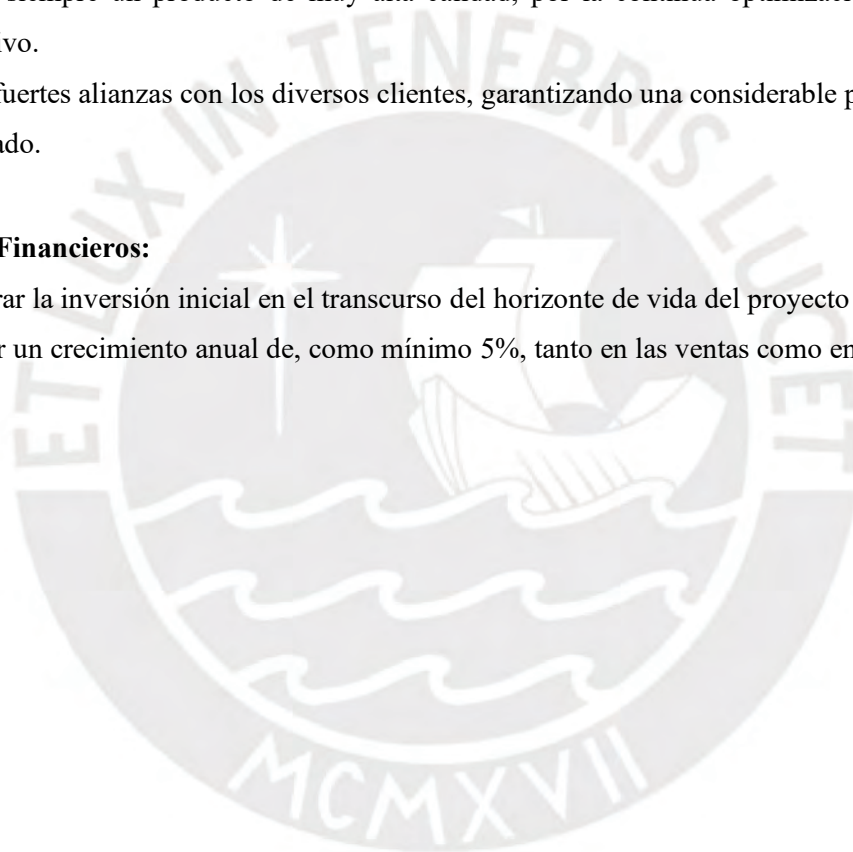 siempre un producto de muy alta calidad, por la continua
ivo.
fuertes alianzas con los diversos clientes, garantizando una considerable p
ado.
Financieros:
rar la inversión inicial en el transcurso del horizonte de vida del proyecto
r un crecimiento anual de, como mínimo 5%, tanto en las ventas como en
ET LUX IN TENEBRIS LUCET
MCMXVII